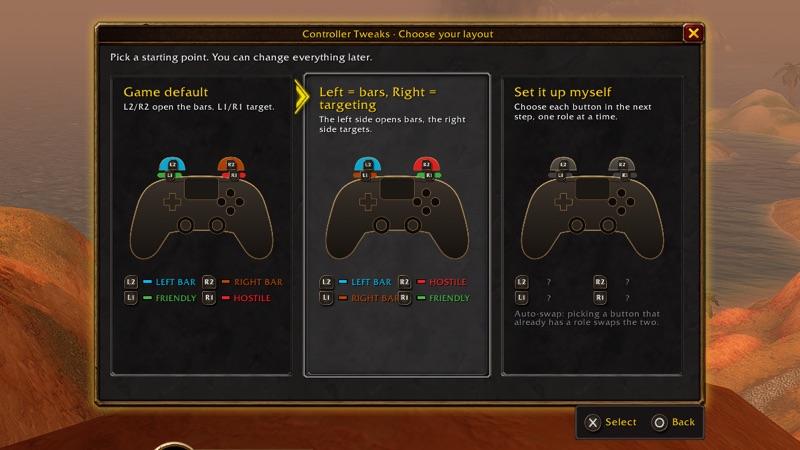 Controller Tweaks · Choose your layout
Pick a starting point. You can change everything later.
Game default
L2/R2 open the bars, L1/R1 target.
L2 R2
L1 R1
L2 LEFT BAR R2 RIGHT BAR
L1 FRIENDLY R1 HOSTILE
Left = bars, Right =
targeting
The left side opens bars, the right
side targets.
L2 R2
L1 R1
L2 LEFT BAR R2 HOSTILE
L1 RIGHT BAR R1 FRIENDLY
Set it up myself
Choose each button in the next
step, one role at a time.
L2 R2
L1 R1
L2 ? R2 ?
L1 ? R1 ?
Auto-swap: picking a button that
already has a role swaps the two.
Select Back